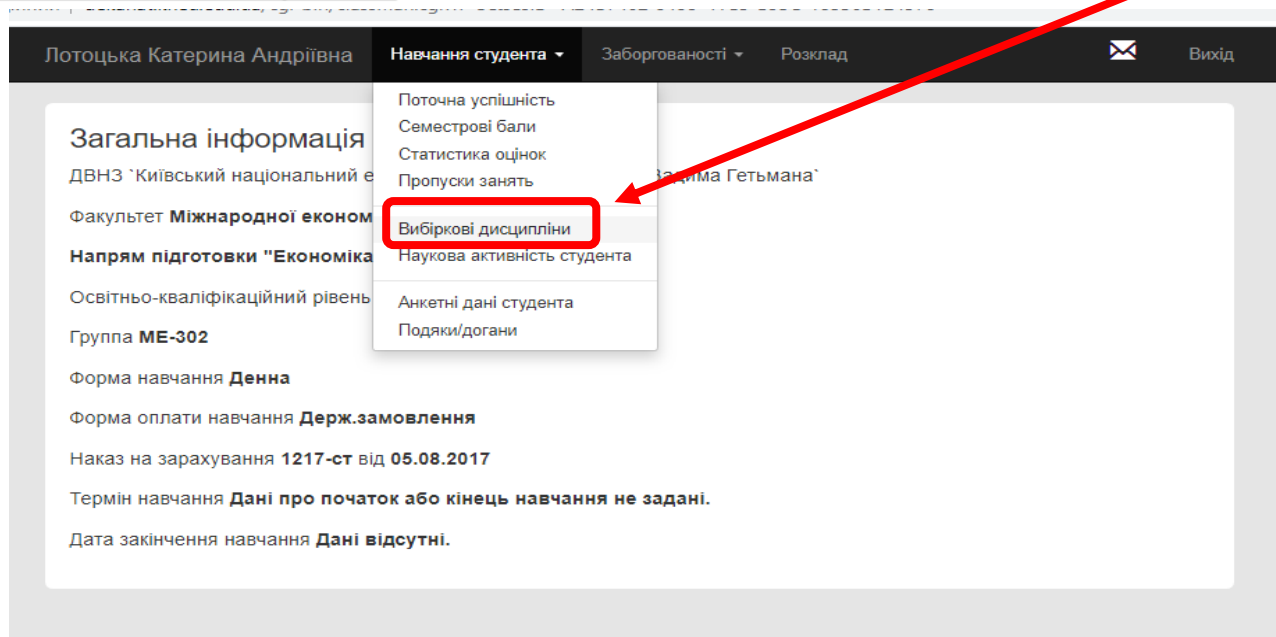 Лотоцька Катерина Андріївна Навчання студента Заборгованості Розклад Вихід
Поточна успішність
Семестрові бали
Статистика оцінок
Пропуски занять
Вибіркові дисципліни
Наукова активність студента
Анкетні дані студента
Подяки/догани
Загальна інформація
ДВНЗ `Київський національний е Вадима Гетьмана`
Факультет Міжнародної економ
Напрям підготовки "Економіка
Освітньо-кваліфікаційний рівень
Группа МЕ-302
Форма навчання Денна
Форма оплати навчання Держ.замовлення
Наказ на зарахування 1217-ст від 05.08.2017
Термін навчання Дані про початок або кінець навчання не задані.
Дата закінчення навчання Дані відсутні.